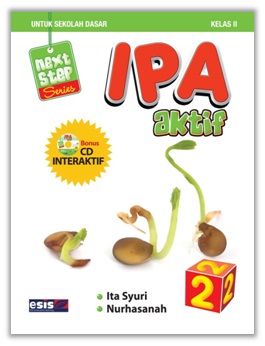 UNTUK SEKOLAH DASAR
KELAS II
next
Step
Series
IPA
aktif
Bonus
CD
INTERAKTIF
Ita Syuri
Nurhasanah
esis
2
2
2